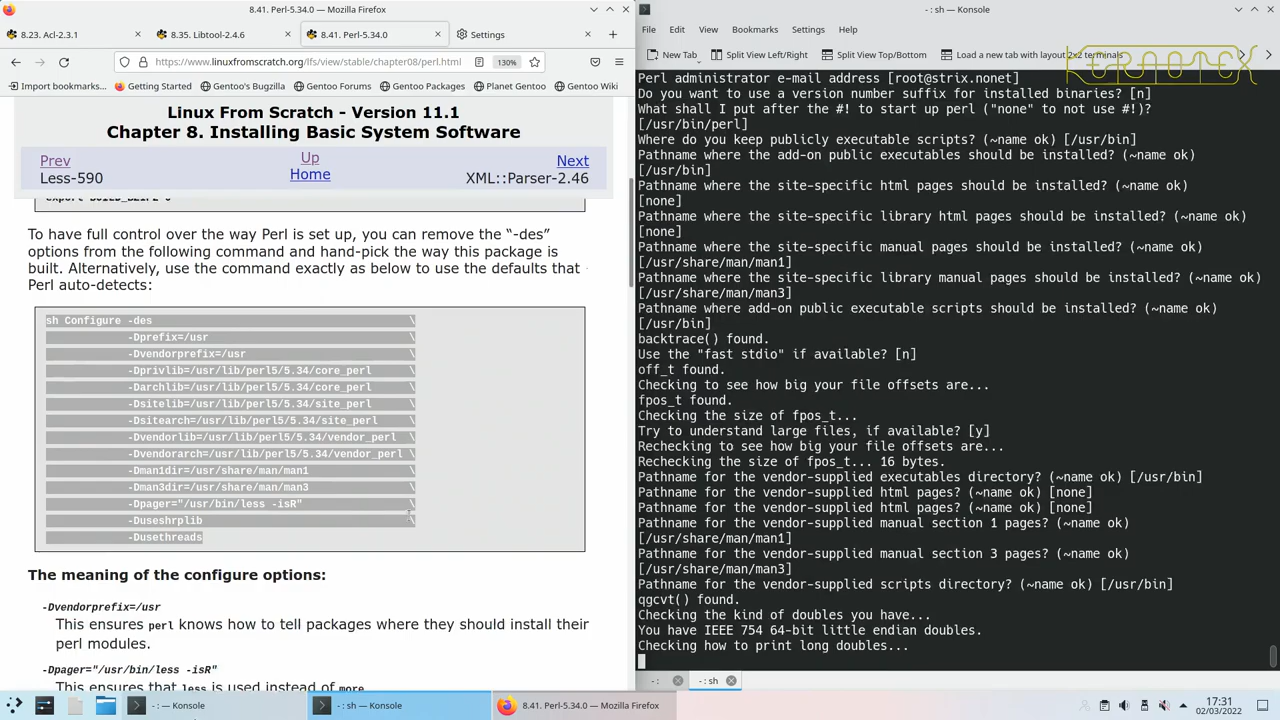 8.41. Perl-5.34.0 — Mozilla Firefox
8.23. Acl-2.3.1
8.35. Libtool-2.4.6
8.41. Perl-5.34.0
Settings
https://www.linuxfromscratch.org/lfs/view/stable/chapter08/perl.html
130%
Import bookmarks...
Getting Started
Gentoo's Bugzilla
Gentoo Forums
Gentoo Packages
Planet Gentoo
Gentoo Wiki
Linux From Scratch - Version 11.1
Chapter 8. Installing Basic System Software
Prev
Up
Next
Less-590
Home
XML::Parser-2.46
export BUILD_BZIP2=0
To have full control over the way Perl is set up, you can remove the “-des”
options from the following command and hand-pick the way this package is
built. Alternatively, use the command exactly as below to use the defaults that
Perl auto-detects:
sh Configure -des \
-Dprefix=/usr \
-Dvendorprefix=/usr \
-Dprivlib=/usr/lib/perl5/5.34/core_perl \
-Darchlib=/usr/lib/perl5/5.34/core_perl \
-Dsitelib=/usr/lib/perl5/5.34/site_perl \
-Dsitearch=/usr/lib/perl5/5.34/site_perl \
-Dvendorlib=/usr/lib/perl5/5.34/vendor_perl \
-Dvendorarch=/usr/lib/perl5/5.34/vendor_perl \
-Dman1dir=/usr/share/man/man1 \
-Dman3dir=/usr/share/man/man3 \
-Dpager="/usr/bin/less -isR" \
-Duseshrplib \
-Dusethreads
The meaning of the configure options:
-Dvendorprefix=/usr
This ensures perl knows how to tell packages where they should install their
perl modules.
-Dpager="/usr/bin/less -isR"
This ensures that less is used instead of more.
- : sh — Konsole
File Edit View Bookmarks Settings Help
New Tab
Split View Left/Right
Split View Top/Bottom
Load a new tab with layout 2x2 terminals
KERNOTEX
Perl administrator e-mail address [root@strix.nonet]
Do you want to use a version number suffix for installed binaries? [n]
What shall I put after the #! to start up perl ("none" to not use #!)?
[/usr/bin/perl]
Where do you keep publicly executable scripts? (~name ok) [/usr/bin]
Pathname where the add-on public executables should be installed? (~name ok)
[/usr/bin]
Pathname where the site-specific html pages should be installed? (~name ok)
[none]
Pathname where the site-specific library html pages should be installed? (~name ok)
[none]
Pathname where the site-specific manual pages should be installed? (~name ok)
[/usr/share/man/man1]
Pathname where the site-specific library manual pages should be installed? (~name ok)
[/usr/share/man/man3]
Pathname where add-on public executable scripts should be installed? (~name ok)
[/usr/bin]
backtrace() found.
Use the "fast stdio" if available? [n]
off_t found.
Checking to see how big your file offsets are...
fpos_t found.
Checking the size of fpos_t...
Try to understand large files, if available? [y]
Rechecking to see how big your file offsets are...
Rechecking the size of fpos_t... 16 bytes.
Pathname for the vendor-supplied executables directory? (~name ok) [/usr/bin]
Pathname for the vendor-supplied html pages? (~name ok) [none]
Pathname for the vendor-supplied html pages? (~name ok) [none]
Pathname for the vendor-supplied manual section 1 pages? (~name ok)
[/usr/share/man/man1]
Pathname for the vendor-supplied manual section 3 pages? (~name ok)
[/usr/share/man/man3]
Pathname for the vendor-supplied scripts directory? (~name ok) [/usr/bin]
qgcvt() found.
Checking the kind of doubles you have...
You have IEEE 754 64-bit little endian doubles.
Checking how to print long doubles...
- :
- : sh
- : — Konsole
- : sh — Konsole
8.41. Perl-5.34.0 — Mozilla Firefox
17:31
02/03/2022